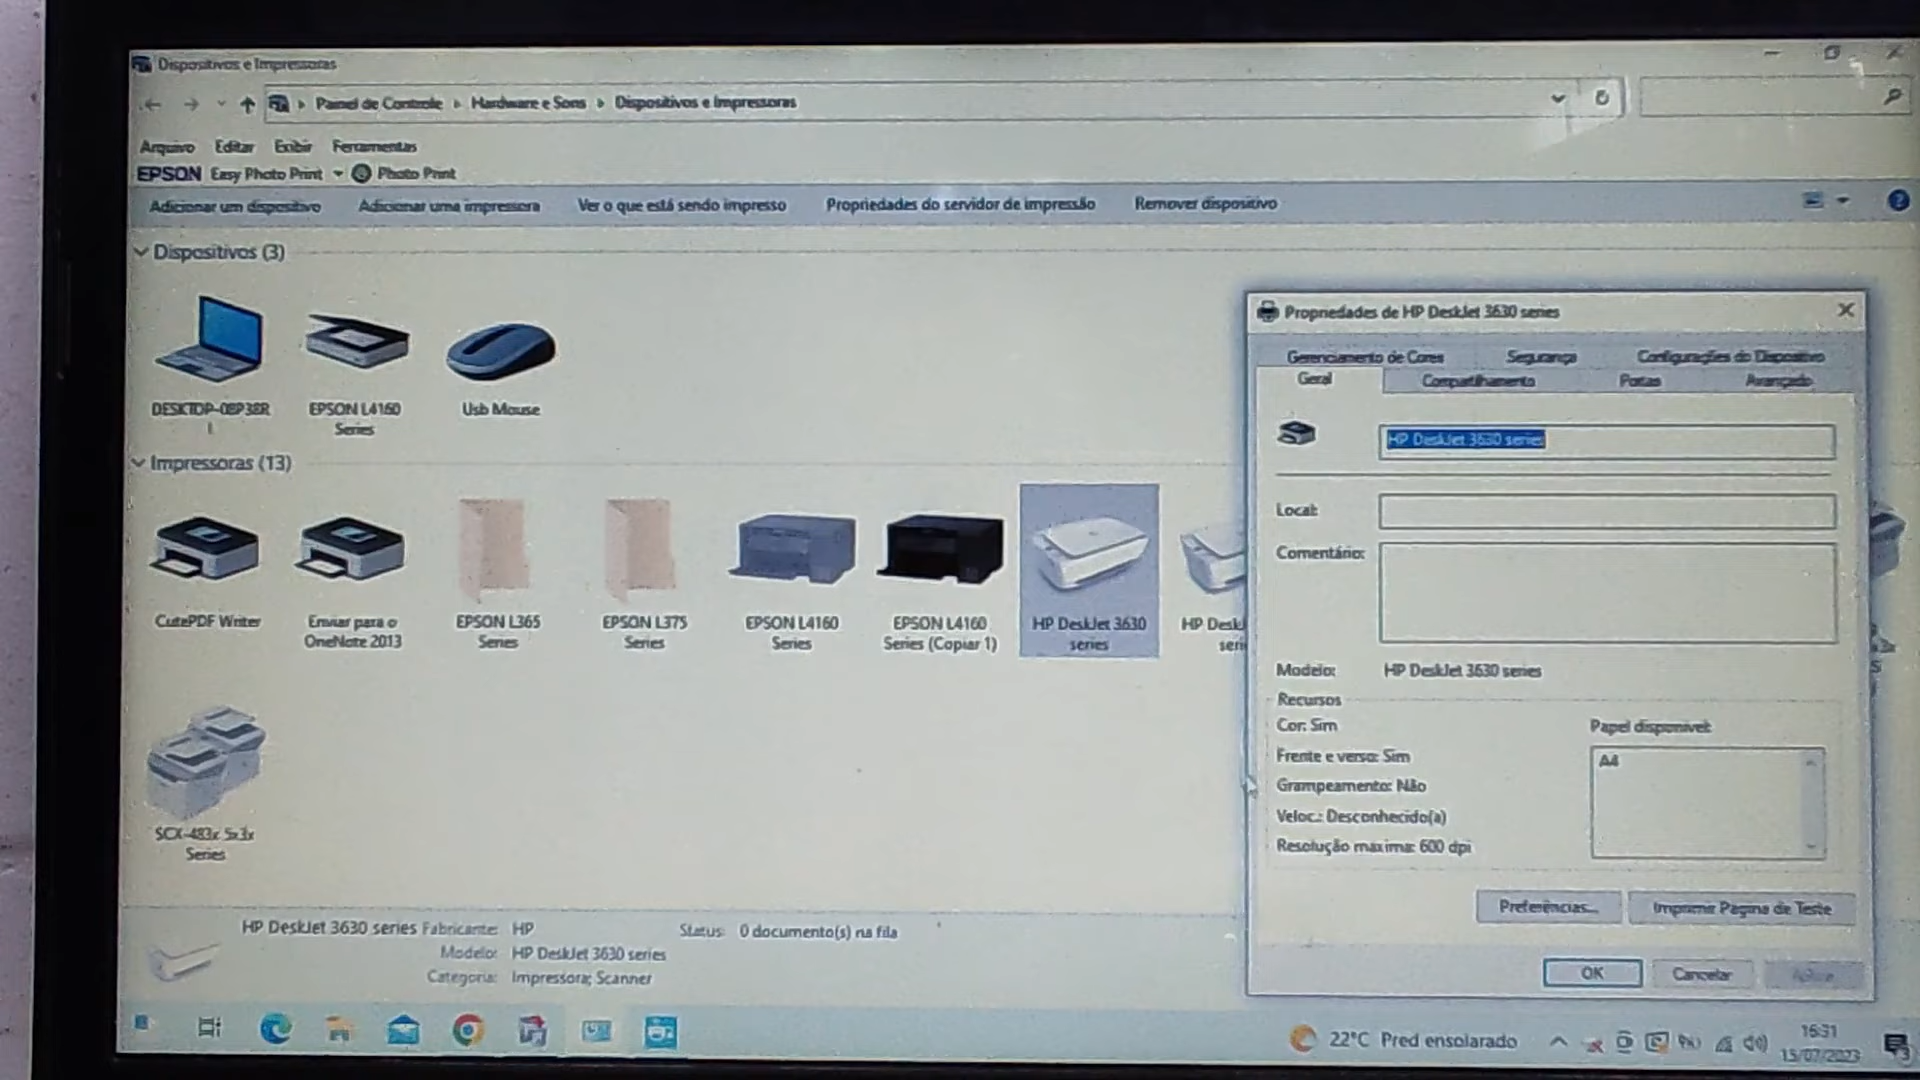 Dispositivos e Impressoras
Painel de Controle › Hardware e Sons › Dispositivos e Impressoras
Arquivo Editar Exibir Ferramentas
EPSON Easy Photo Print Photo Print
Adicionar um dispositivo Adicionar uma impressora Ver o que está sendo impresso Propriedades do servidor de impressão Remover dispositivo
Dispositivos (3)
EPSON L4160
Series
Usb Mouse
Impressoras (13)
CutePDF Writer
Enviar para o
OneNote 2013
EPSON L365
Series
EPSON L375
Series
EPSON L4160
Series
EPSON L4160
Series (Copiar 1)
HP DeskJet 3630
series
HP DeskJ
seri
SCX-483x 5x3x
Series
HP DeskJet 3630 series Fabricante: HP
Modelo: HP DeskJet 3630 series
Categoria: Impressora; Scanner
Status: 0 documento(s) na fila
Propriedades de HP DeskJet 3630 series
Gerenciamento de Cores Segurança Configurações do Dispositivo
Geral Compartilhamento Portas Avançado
HP DeskJet 3630 series
Local:
Comentário:
Modelo: HP DeskJet 3630 series
Recursos
Cor: Sim
Frente e verso: Sim
Grampeamento: Não
Veloc.: Desconhecido(a)
Resolução máxima: 600 dpi
Papel disponível:
A4
Preferências... Imprimir Página de Teste
OK Cancelar Aplicar
22°C Pred ensolarado
16:31
15/07/2023